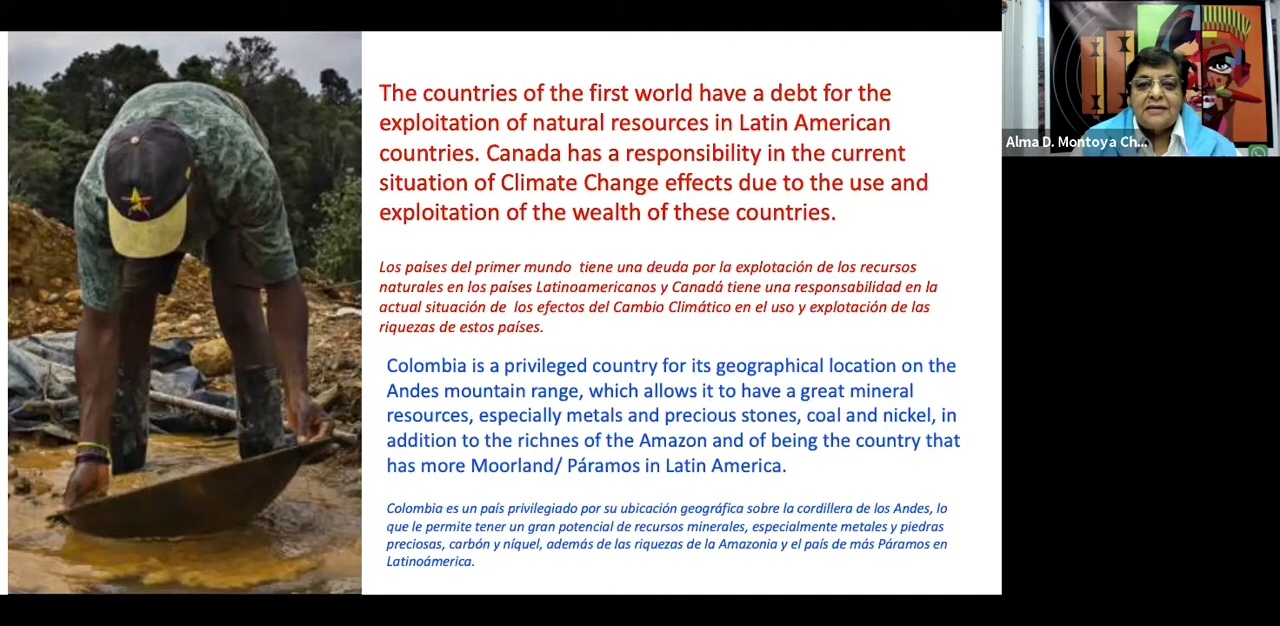 The countries of the first world have a debt for the
exploitation of natural resources in Latin American
countries. Canada has a responsibility in the current
situation of Climate Change effects due to the use and
exploitation of the wealth of these countries.
Los países del primer mundo tiene una deuda por la explotación de los recursos
naturales en los países Latinoamericanos y Canadá tiene una responsabilidad en la
actual situación de los efectos del Cambio Climático en el uso y explotación de las
riquezas de estos países.
Colombia is a privileged country for its geographical location on the
Andes mountain range, which allows it to have a great mineral
resources, especially metals and precious stones, coal and nickel, in
addition to the richnes of the Amazon and of being the country that
has more Moorland/ Páramos in Latin America.
Colombia es un país privilegiado por su ubicación geográfica sobre la cordillera de los Andes, lo
que le permite tener un gran potencial de recursos minerales, especialmente metales y piedras
preciosas, carbón y níquel, además de las riquezas de la Amazonia y el país de más Páramos en
Latinoámerica.
Alma D. Montoya Ch...